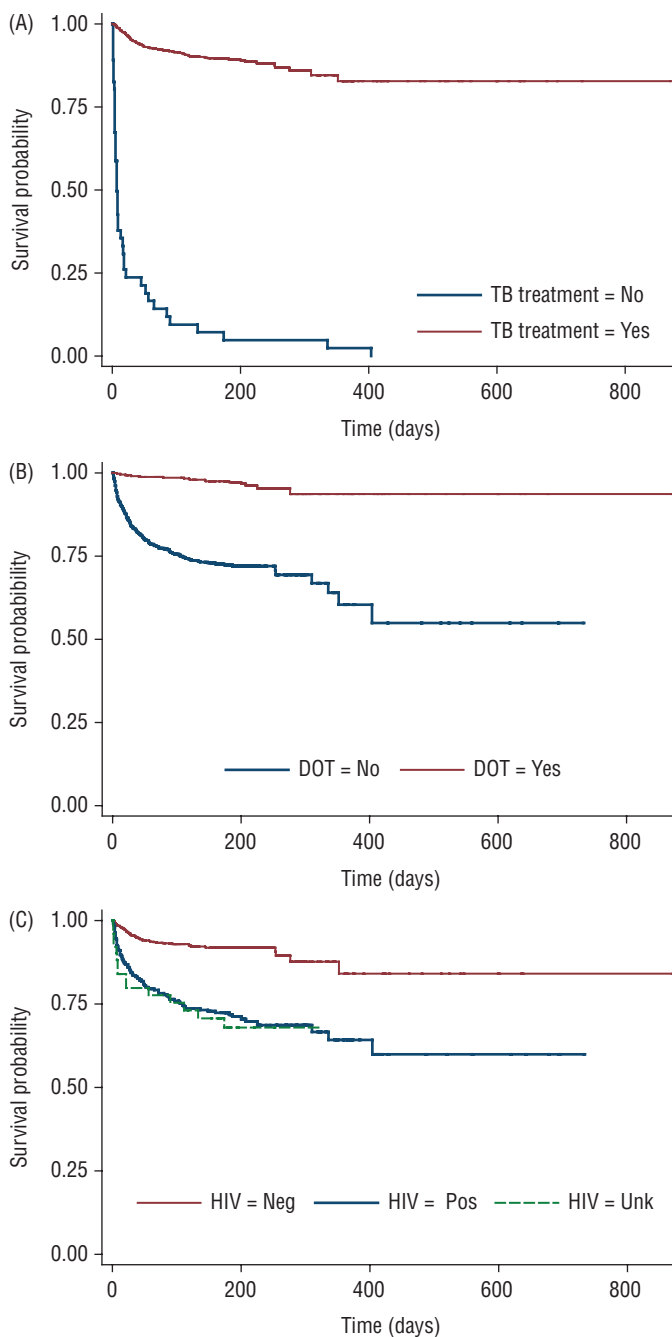 (A)
1.00
0.75
0.50
0.25
0.00
Survival probability
TB treatment = No
TB treatment = Yes
0 200 400 600 800
Time (days)
(B)
1.00
0.75
0.50
0.25
0.00
Survival probabibility
DOT = No DOT = Yes
0 200 400 600 800
Time (days)
(C)
1.00
0.75
0.50
0.25
0.00
Survival probability
HIV = Neg HIV = Pos HIV = Unk
0 200 400 600 800
Time (days)